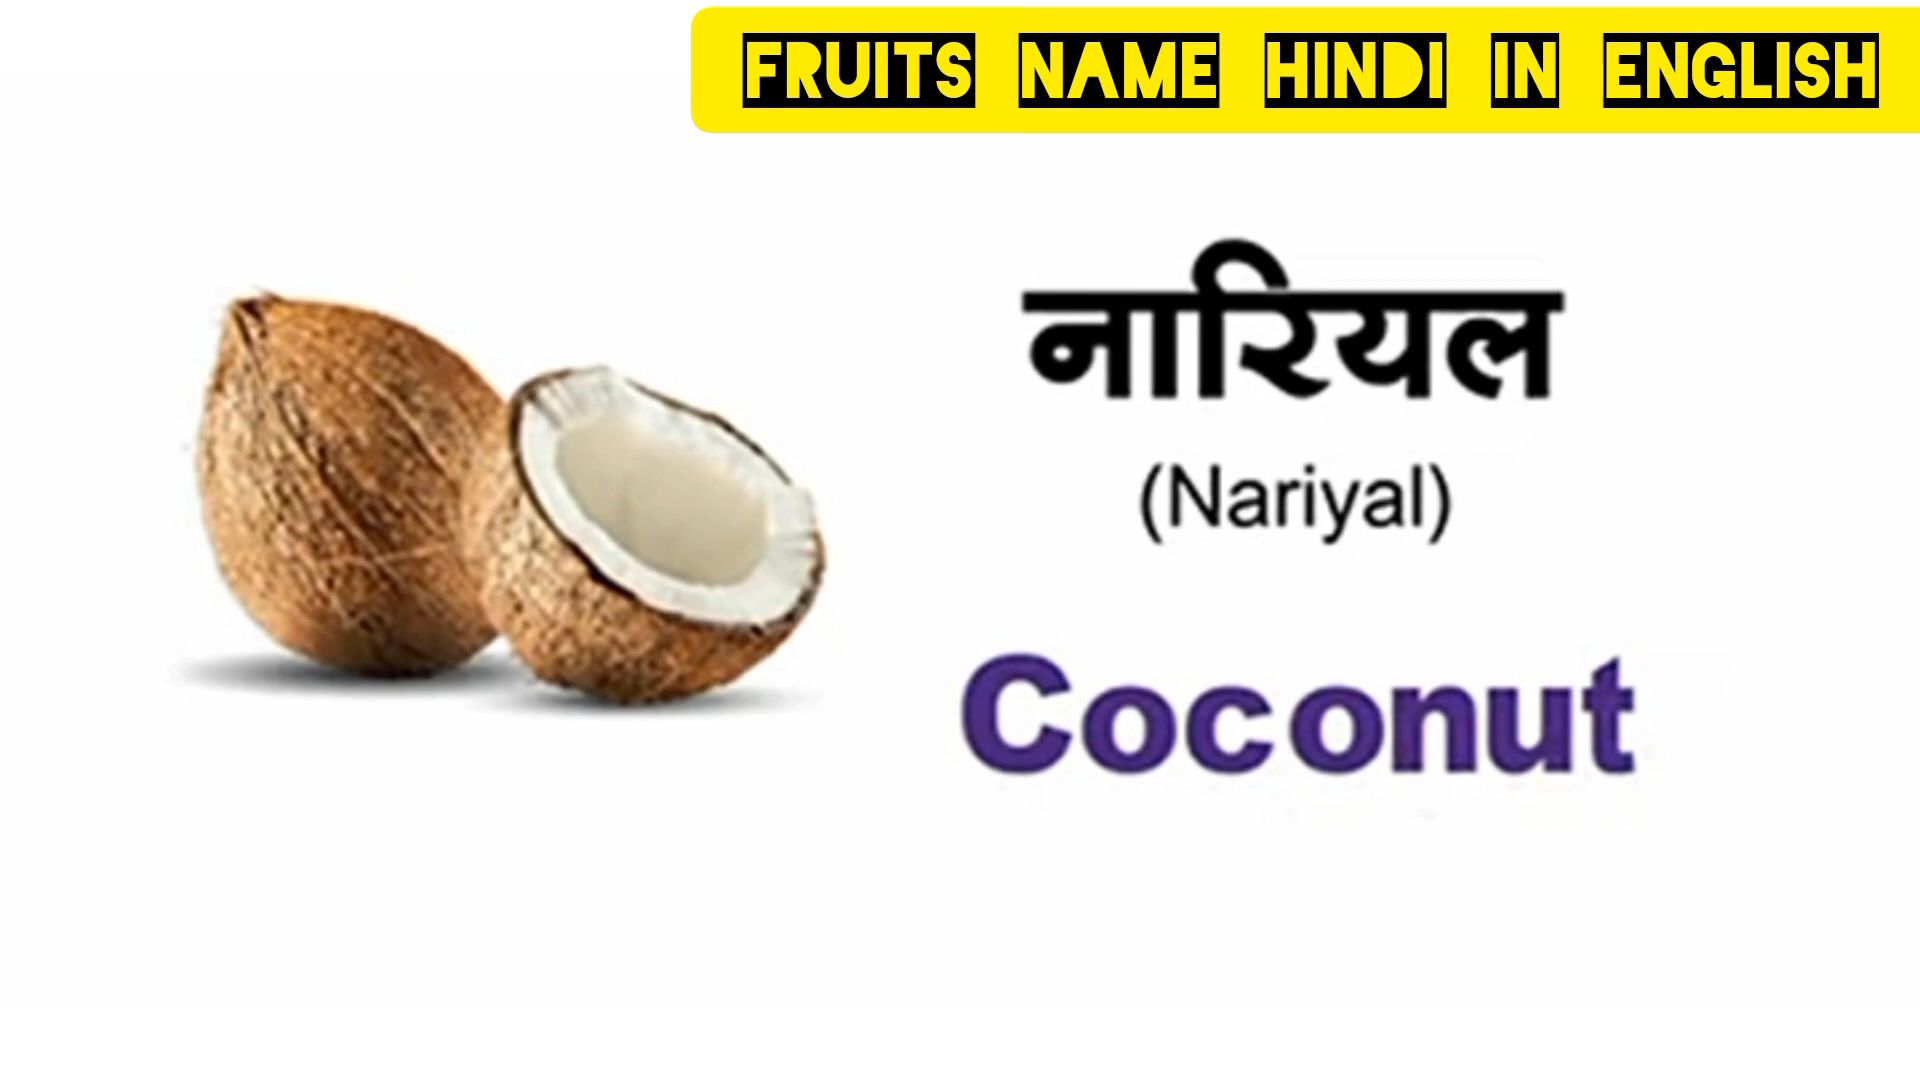 FRUITS NAME HINDI IN ENGLISH
नारियल
(Nariyal)
Coconut